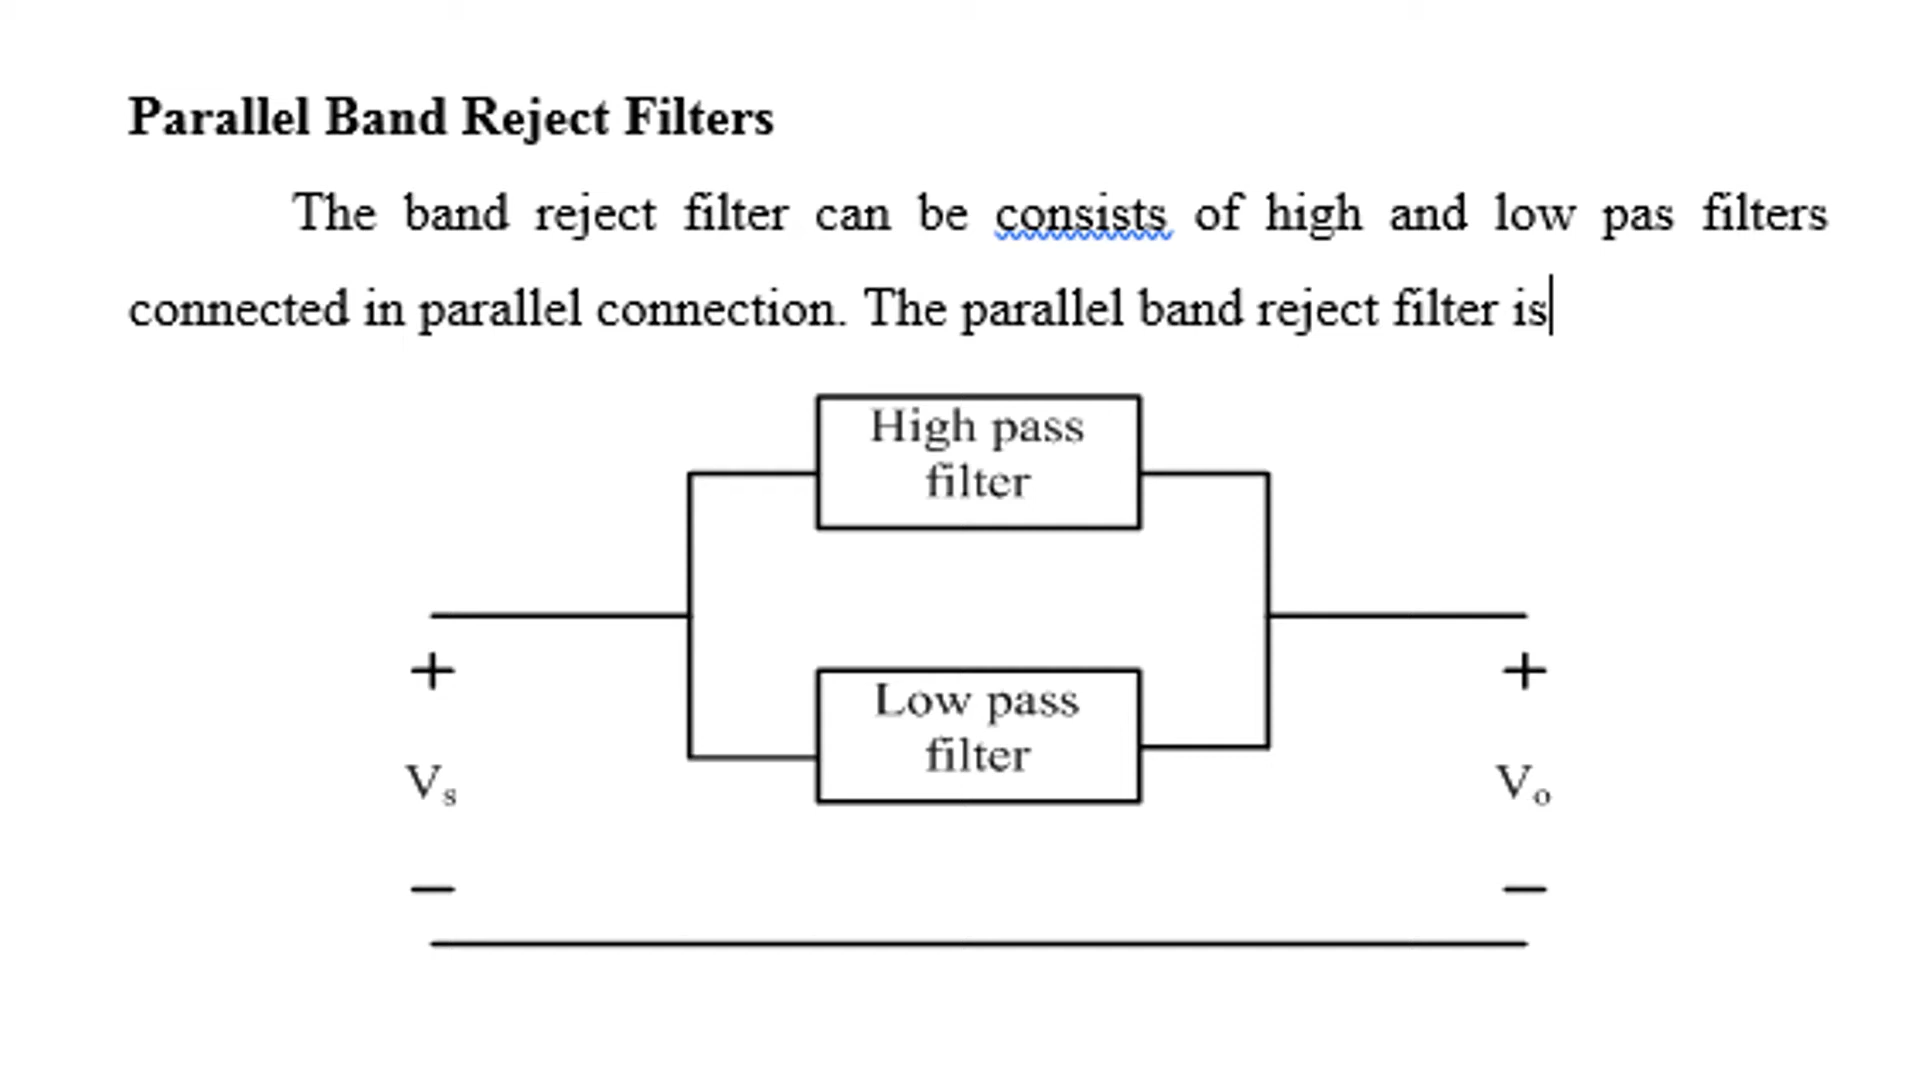 Parallel Band Reject Filters
The band reject filter can be consists of high and low pas filters
connected in parallel connection. The parallel band reject filter is
High pass
filter
+
+
Low pass
filter
Vs
Vo
−
−